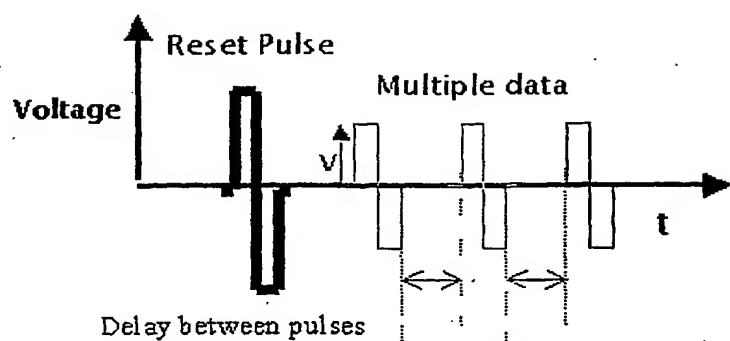 Reset Pulse
Multiple data
Voltage
V
t
Delay between pulses